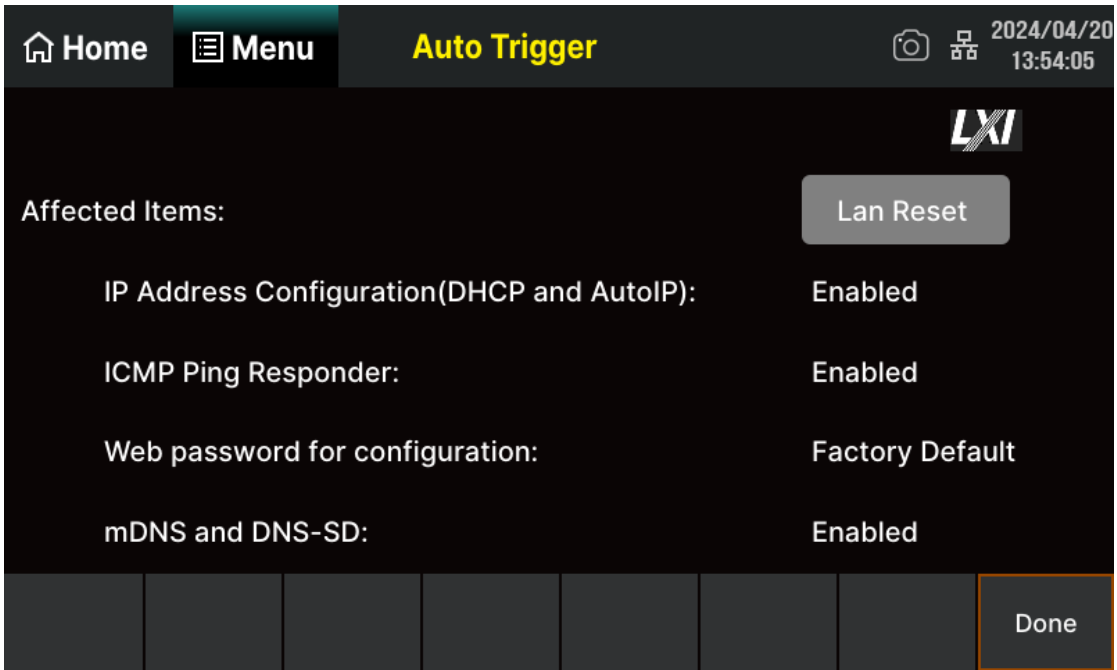 Home Menu Auto Trigger 2024/04/20
13:54:05
LXI
Affected Items: Lan Reset
IP Address Configuration(DHCP and AutoIP): Enabled
ICMP Ping Responder: Enabled
Web password for configuration: Factory Default
mDNS and DNS-SD: Enabled
Done